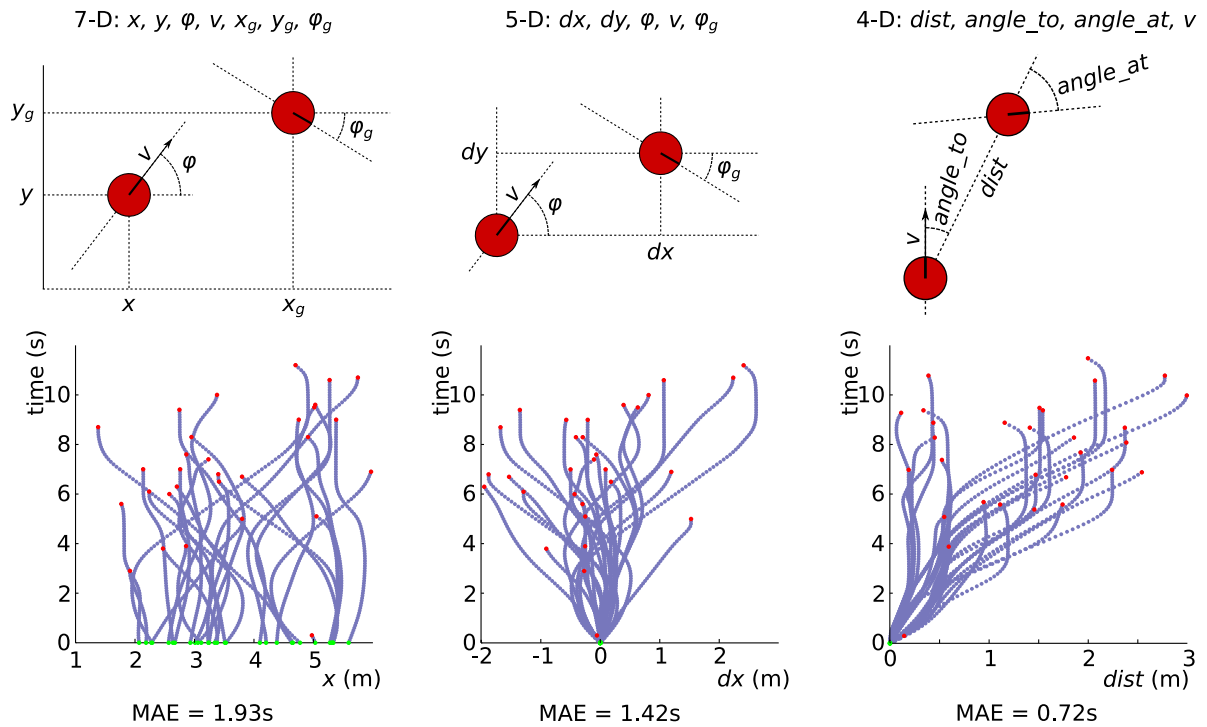 7-D: x, y, φ, v, x_g, y_g, φ_g
5-D: dx, dy, φ, v, φ_g
4-D: dist, angle_to, angle_at, v
y_g
y
x
x_g
v
φ
φ_g
dy
dx
v
φ
φ_g
angle_at
angle_to
dist
v
time (s)
10
8
6
4
2
0
1
2
3
4
5
x (m)
MAE = 1.93s
time (s)
10
8
6
4
2
0
-2
-1
0
1
2
3
dx (m)
MAE = 1.42s
time (s)
10
8
6
4
2
0
0
1
2
3
dist (m)
MAE = 0.72s